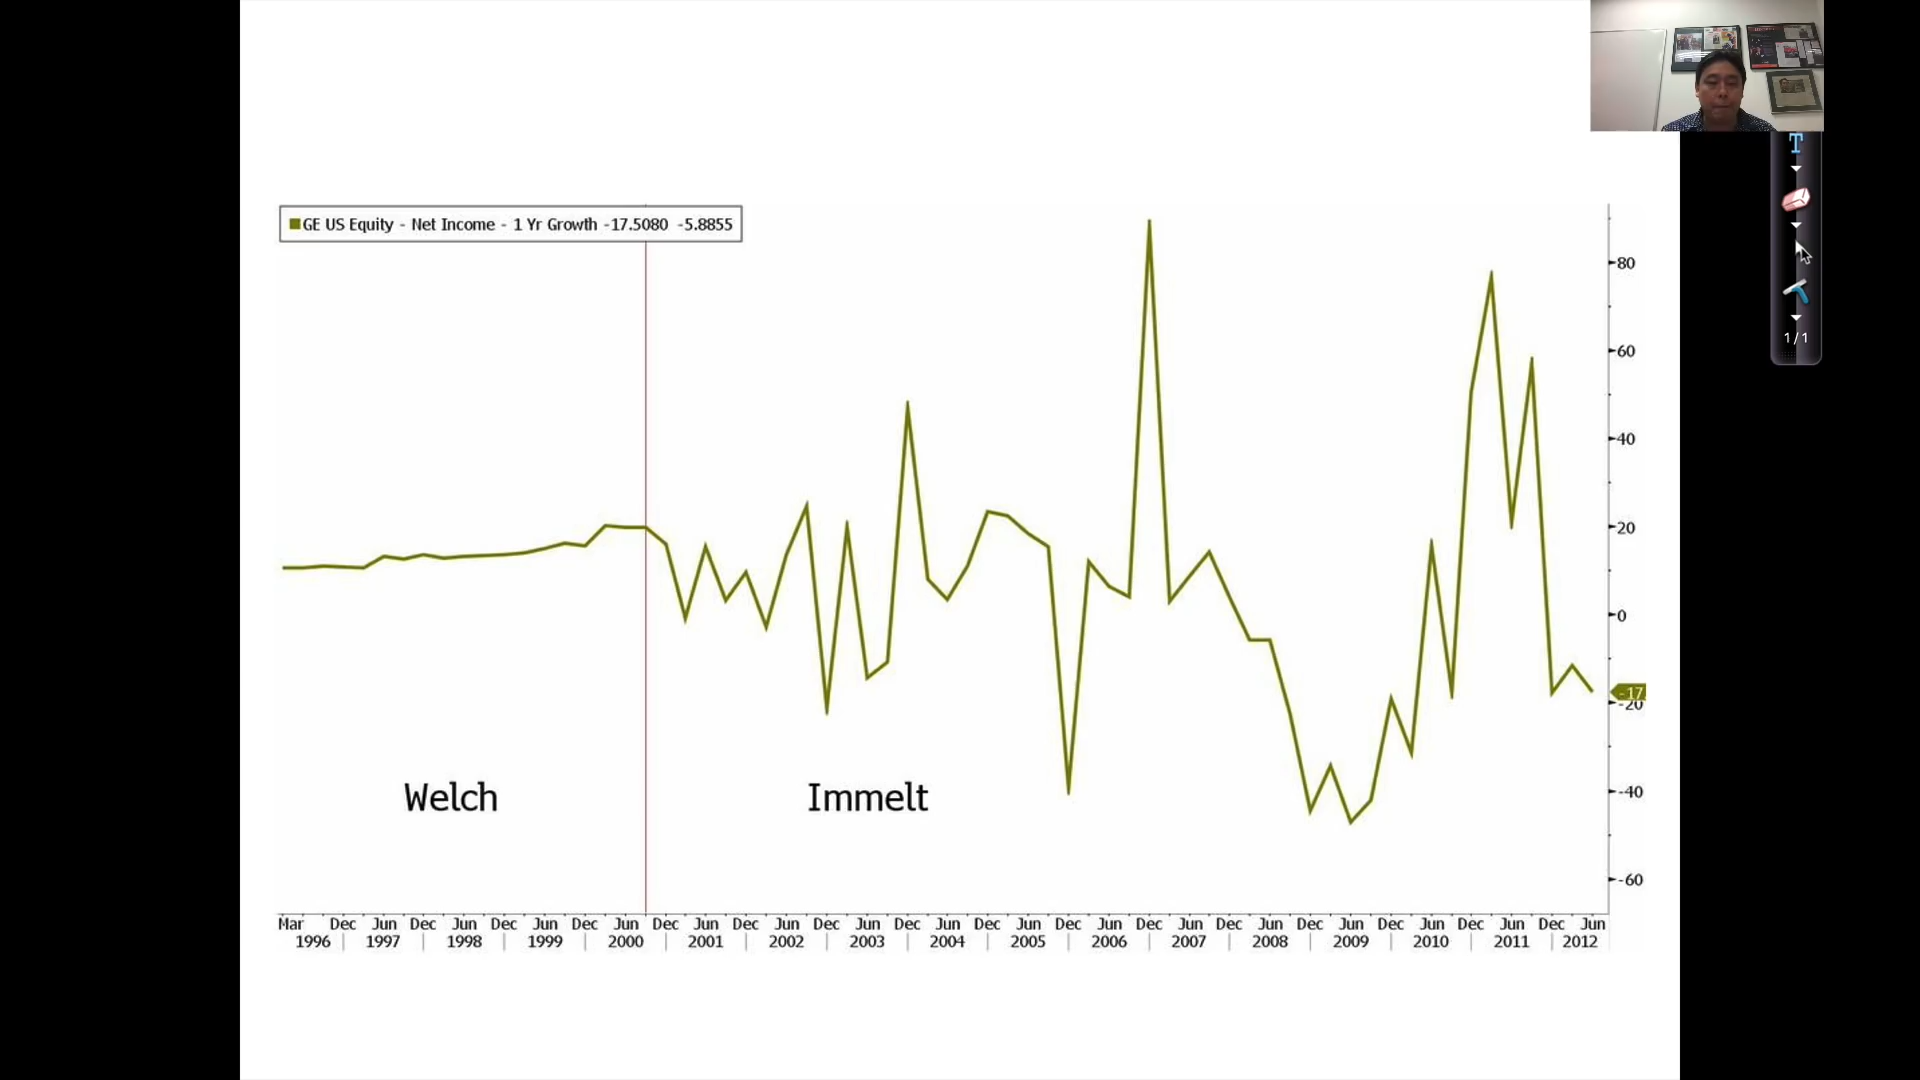 GE US Equity - Net Income - 1 Yr Growth -17.5080 -5.8855
T
1/1
80
60
40
20
0
-17
-20
-40
-60
Welch
Immelt
Mar Dec Jun Dec Jun Dec Jun Dec Jun Dec Jun Dec Jun Dec Jun Dec Jun Dec Jun Dec Jun Dec Jun Dec Jun Dec Jun Dec Jun Dec Jun Dec Jun
1996 1997 1998 1999 2000 2001 2002 2003 2004 2005 2006 2007 2008 2009 2010 2011 2012